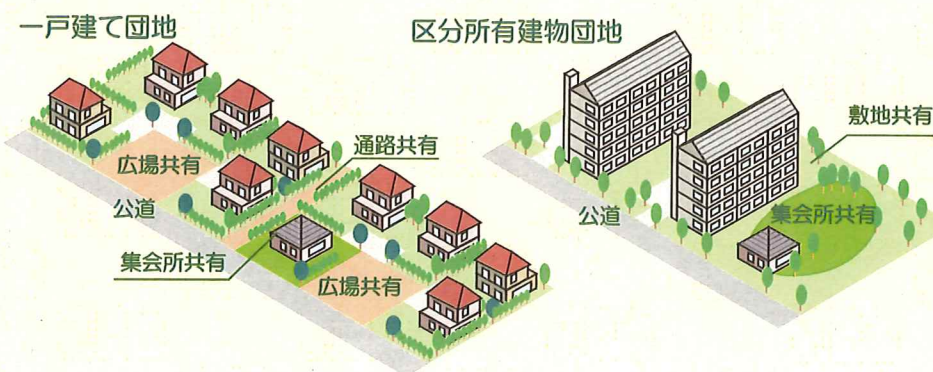 一戸建て団地
広場共有
通路共有
公道
集会所共有
広場共有
区分所有建物団地
敷地共有
公道
集会所共有